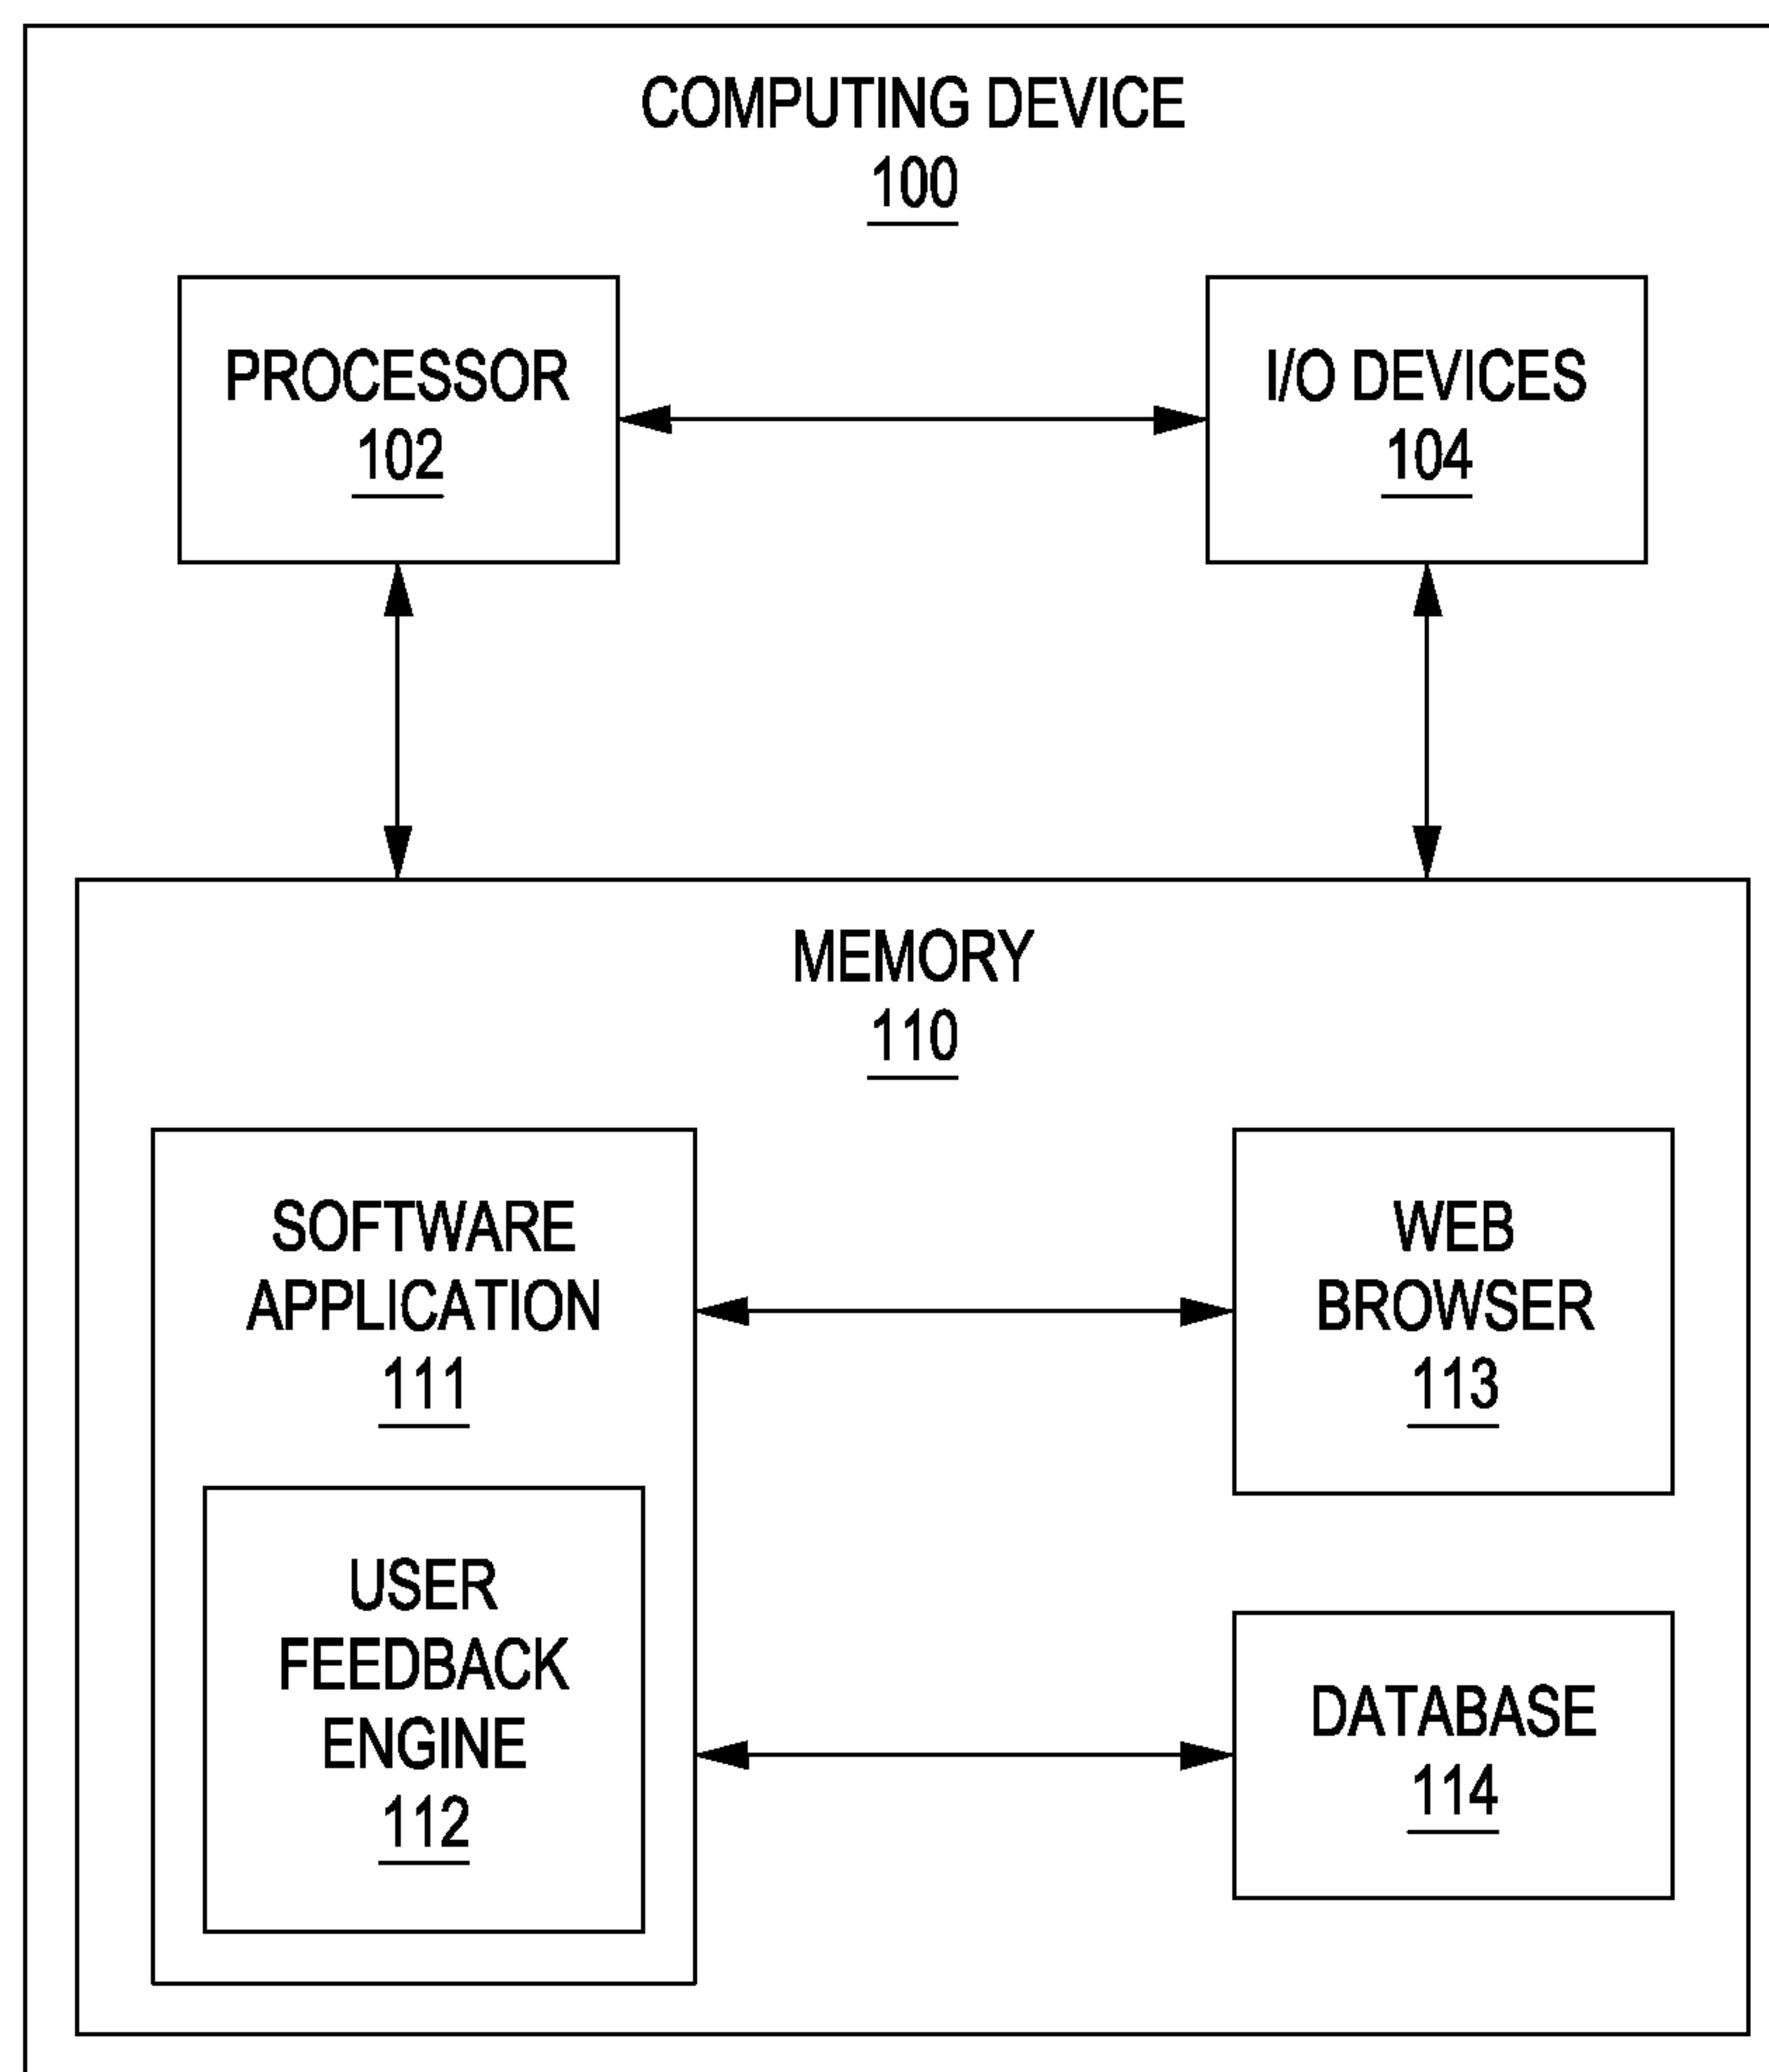 COMPUTING DEVICE
100
PROCESSOR
102
I/O DEVICES
104
MEMORY
110
SOFTWARE
APPLICATION
111
USER
FEEDBACK
ENGINE
112
WEB
BROWSER
113
DATABASE
114